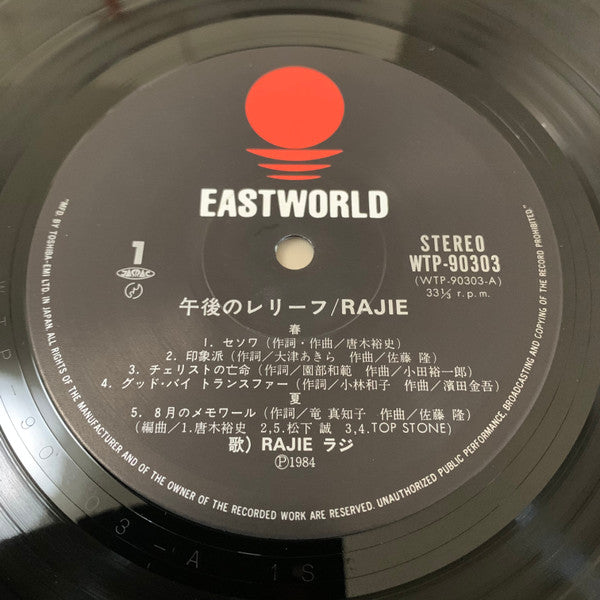 EASTWORLD
1
STEREO
WTP-90303
(WTP-90303-A)
33⅓ r.p.m.
午後のレリーフ/RAJIE
春
1. セソワ(作詞・作曲/唐木裕史)
2. 印象派(作詞/大津あきら 作曲/佐藤 隆)
3. チェリストの亡命(作詞/園部和範 作曲/小田裕一郎)
4. グッド・バイ トランスファー(作詞/小林和子 作曲/濱田金吾)
夏
5. 8月のメモワール(作詞/竜 真知子 作曲/佐藤 隆)
(編曲/1.唐木裕史 2,5.松下 誠 3,4.TOP STONE)
歌) RAJIE ラジ
Ⓟ1984
"MFD. BY TOSHIBA-EMI LTD. IN JAPAN. ALL RIGHTS OF THE MANUFACTURER AND OF THE OWNER OF THE RECORDED WORK ARE RESERVED. UNAUTHORIZED PUBLIC PERFORMANCE, BROADCASTING AND COPYING OF THE RECORD PROHIBITED."